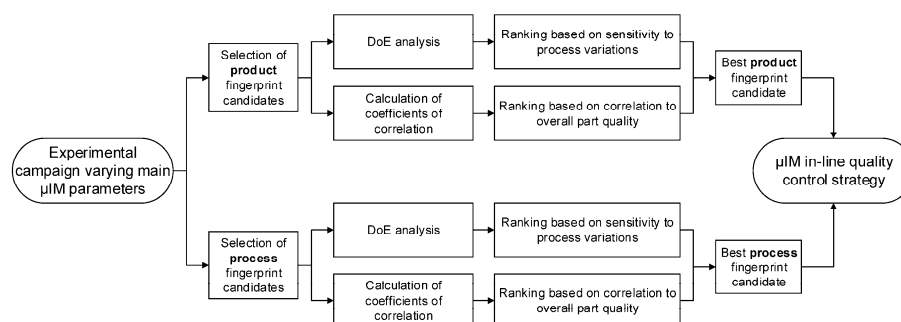 Experimental
campaign varying main
µIM parameters
Selection of
product
fingerprint
candidates
DoE analysis
Ranking based on sensitivity to
process variations
Calculation of
coefficients of
correlation
Ranking based on correlation to
overall part quality
Best product
fingerprint
candidate
Selection of
process
fingerprint
candidates
DoE analysis
Ranking based on sensitivity to
process variations
Calculation of
coefficients of
correlation
Ranking based on correlation to
overall part quality
Best process
fingerprint
candidate
µIM in-line quality
control strategy